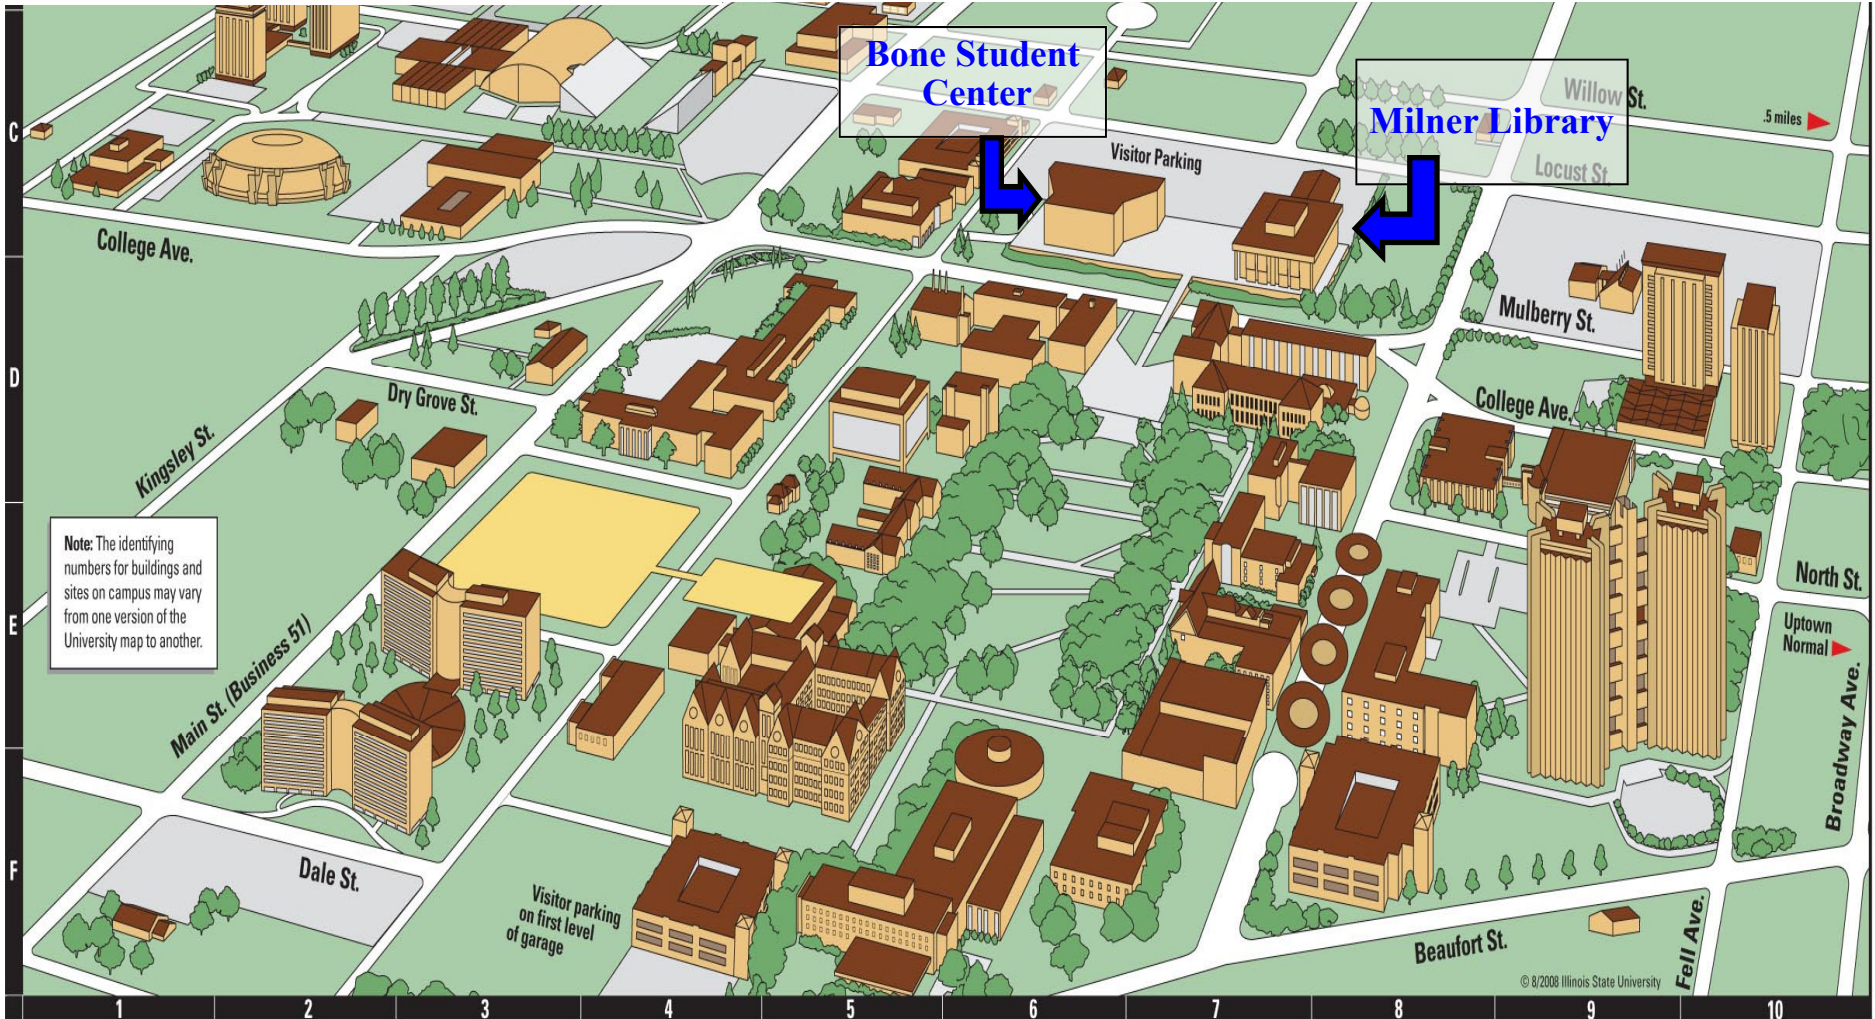 Bone Student
Center
Milner Library
Willow St.
.5 miles
Locust St.
Visitor Parking
C
College Ave.
Mulberry St.
D
Dry Grove St.
College Ave.
Kingsley St.
Note: The identifying
numbers for buildings and
sites on campus may vary
from one version of the
University map to another.
North St.
E
Uptown
Normal
Main St. (Business 51)
Broadway Ave.
F
Dale St.
Visitor parking
on first level
of garage
Beaufort St.
Fell Ave.
© 8/2008 Illinois State University
1 2 3 4 5 6 7 8 9 10